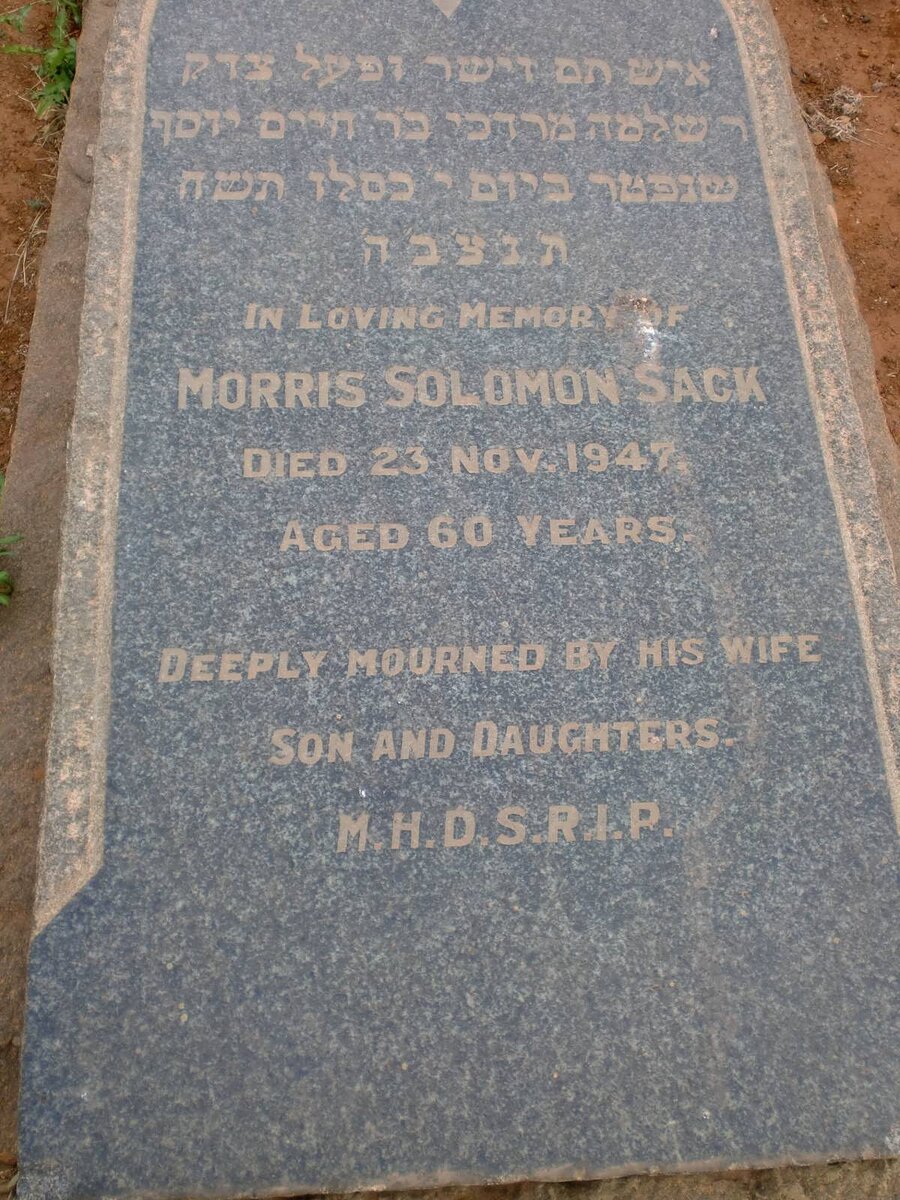 איש תם וישר ופעל צדק
ר שלמה מרדכי בר חיים יוסף
שנפטר ביום י' כסלו תשח
ת'נ'צ'ב'ה'
IN LOVING MEMORY OF
MORRIS SOLOMON SACK
DIED 23 NOV. 1947.
AGED 60 YEARS.
DEEPLY MOURNED BY HIS WIFE
SON AND DAUGHTERS.
M.H.D.S.R.I.P.